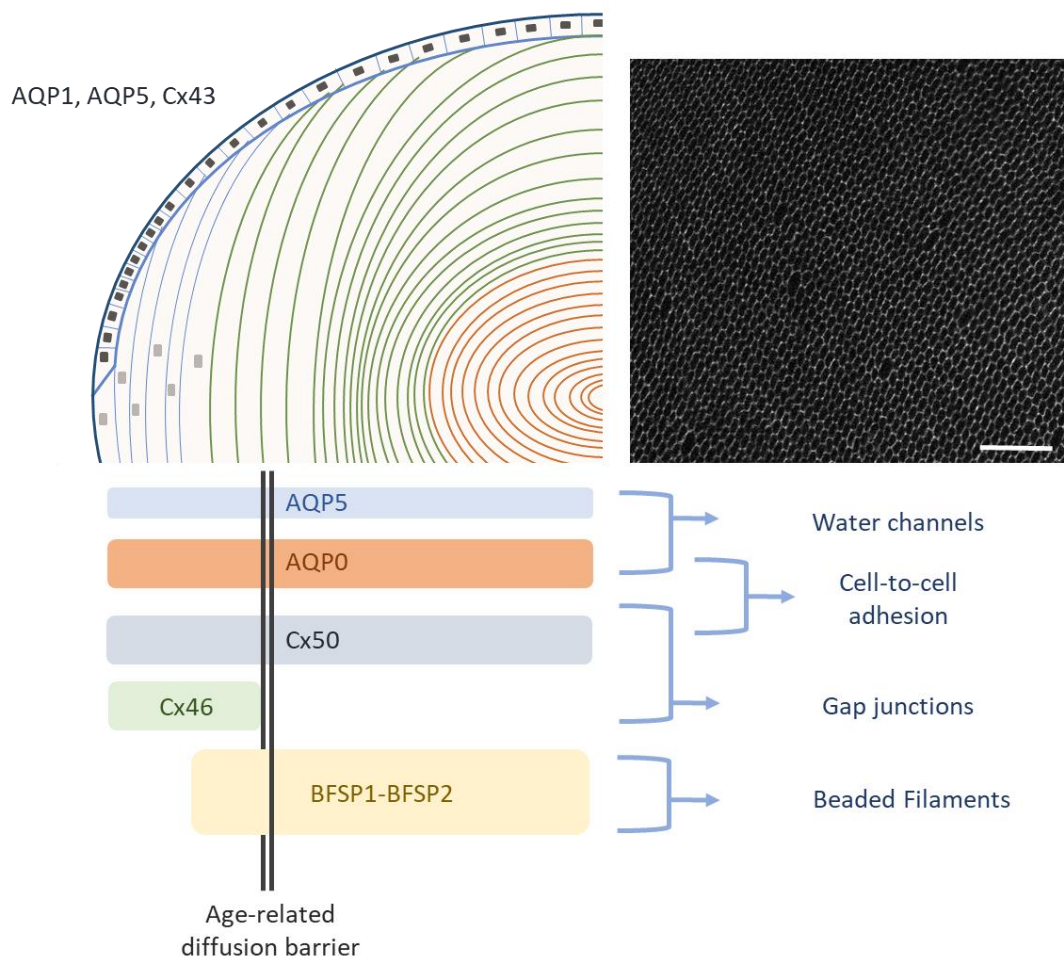 AQP1, AQP5, Cx43
AQP5
Water channels
AQP0
Cell-to-cell
adhesion
Cx50
Cx46
Gap junctions
BFSP1-BFSP2
Beaded Filaments
Age-related
diffusion barrier